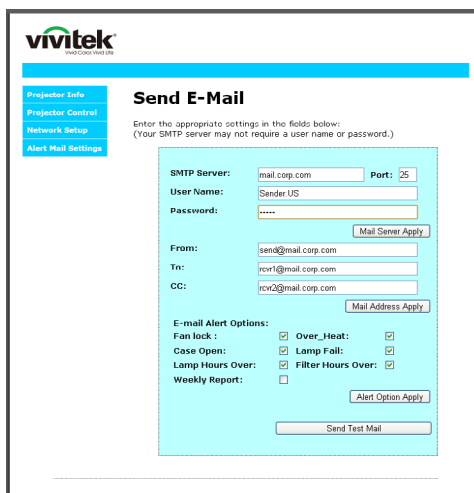 vivitek
Vivid Color, Vivid Life
Projector Info
Projector Control
Network Setup
Alert Mail Settings
Send E-Mail
Enter the appropriate settings in the fields below:
(Your SMTP server may not require a user name or password.)
SMTP Server: mail.corp.com Port: 25
User Name: Sender.US
Password: •••••
Mail Server Apply
From: send@mail.corp.com
To: rcvr1@mail.corp.com
CC: rcvr2@mail.corp.com
Mail Address Apply
E-mail Alert Options:
Fan lock : Over_Heat:
Case Open: Lamp Fail:
Lamp Hours Over: Filter Hours Over:
Weekly Report:
Alert Option Apply
Send Test Mail